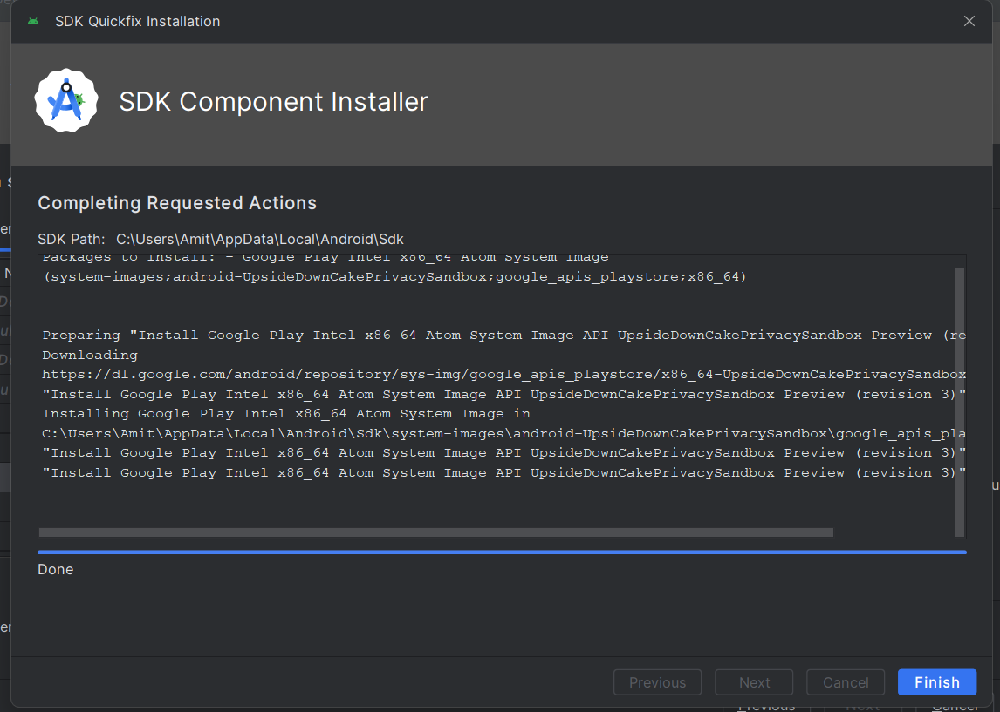 SDK Quickfix Installation
SDK Component Installer
Completing Requested Actions
SDK Path: C:\Users\Amit\AppData\Local\Android\Sdk
Packages to install: - Google Play Intel x86_64 Atom System Image
(system-images;android-UpsideDownCakePrivacySandbox;google_apis_playstore;x86_64)
Preparing "Install Google Play Intel x86_64 Atom System Image API UpsideDownCakePrivacySandbox Preview (re
Downloading
https://dl.google.com/android/repository/sys-img/google_apis_playstore/x86_64-UpsideDownCakePrivacySandbox
"Install Google Play Intel x86_64 Atom System Image API UpsideDownCakePrivacySandbox Preview (revision 3)"
Installing Google Play Intel x86_64 Atom System Image in
C:\Users\Amit\AppData\Local\Android\Sdk\system-images\android-UpsideDownCakePrivacySandbox\google_apis_pla
"Install Google Play Intel x86_64 Atom System Image API UpsideDownCakePrivacySandbox Preview (revision 3)"
"Install Google Play Intel x86_64 Atom System Image API UpsideDownCakePrivacySandbox Preview (revision 3)"
Done
Previous Next Cancel Finish
Previous Next Cancel